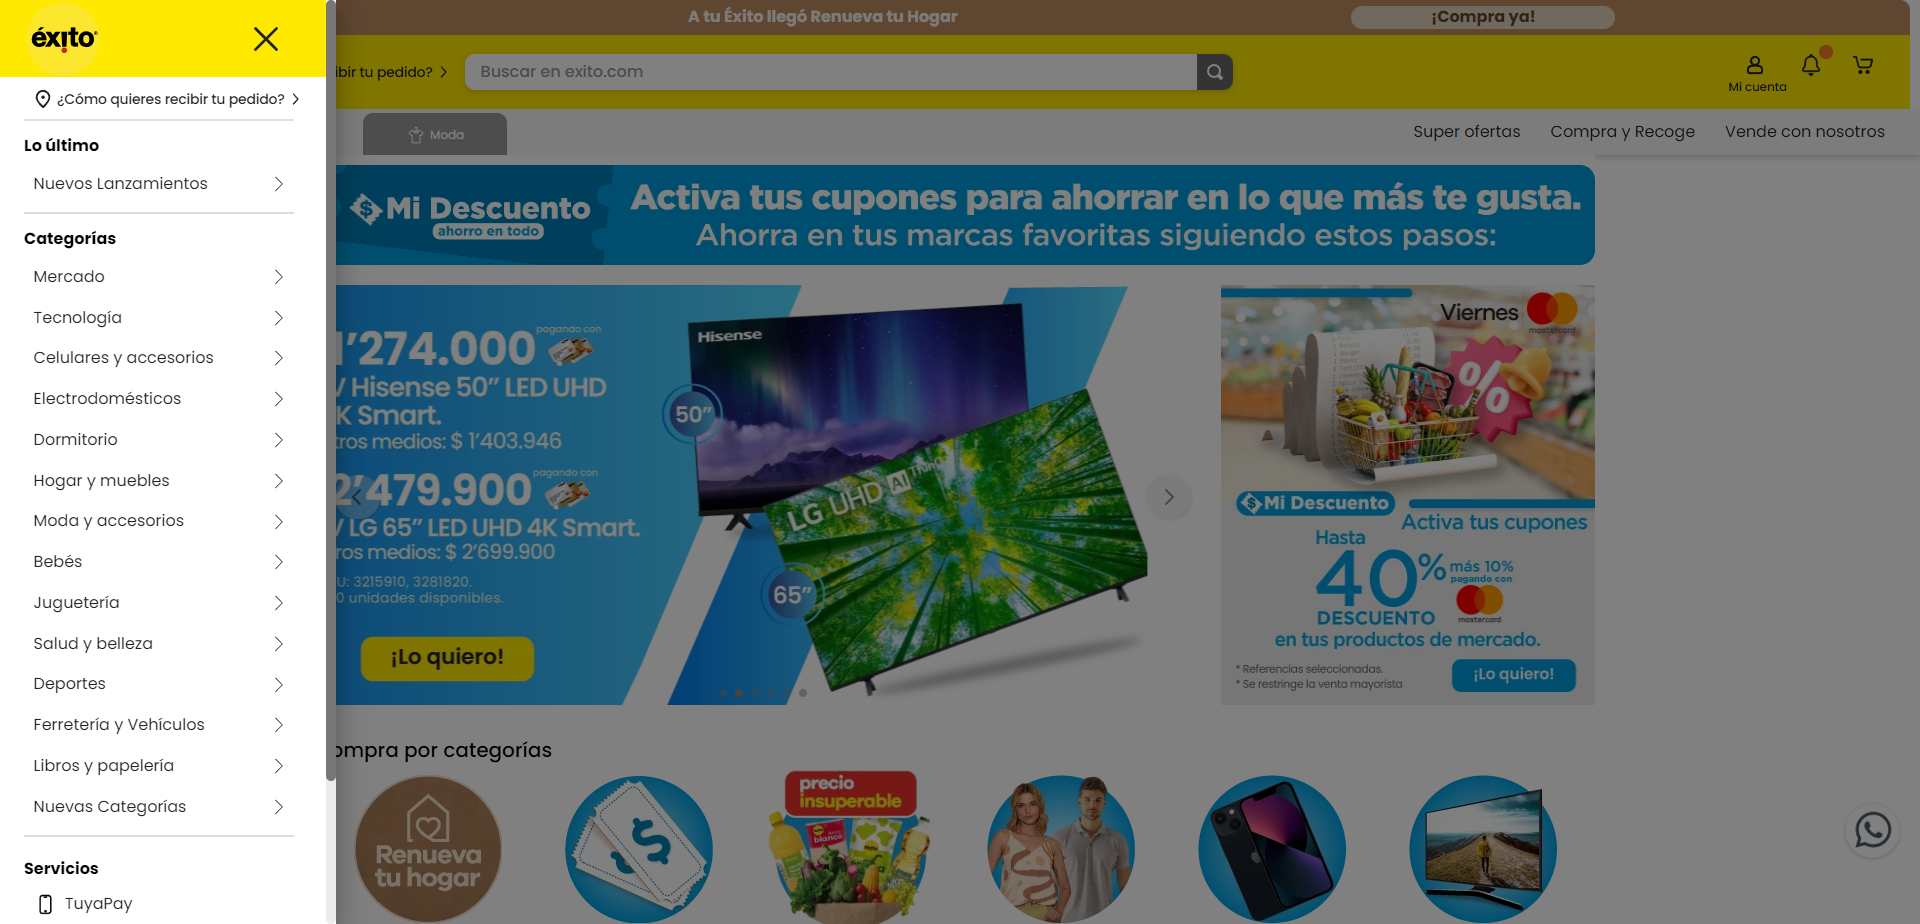 éxito
¿Cómo quieres recibir tu pedido?
Lo último
Nuevos Lanzamientos
Categorías
Mercado
Tecnología
Celulares y accesorios
Electrodomésticos
Dormitorio
Hogar y muebles
Moda y accesorios
Bebés
Juguetería
Salud y belleza
Deportes
Ferretería y Vehículos
Libros y papelería
Nuevas Categorías
Servicios
TuyaPay
A tu Éxito llegó Renueva tu Hogar
¡Compra ya!
ibir tu pedido?
Buscar en exito.com
Mi cuenta
Moda
Super ofertas
Compra y Recoge
Vende con nosotros
Mi Descuento
ahorro en todo
Activa tus cupones para ahorrar en lo que más te gusta.
Ahorra en tus marcas favoritas siguiendo estos pasos:
1'274.000
pagando con
V Hisense 50” LED UHD
K Smart.
tros medios: $ 1’403.946
2'479.900
pagando con
V LG 65” LED UHD 4K Smart.
ros medios: $ 2’699.900
U: 3215910, 3281820.
0 unidades disponibles.
¡Lo quiero!
Hisense
50”
LG UHD AI ThinQ
65”
Viernes
mastercard
%
Mi Descuento
Activa tus cupones
Hasta
40%
más 10%
pagando con
mastercard
DESCUENTO
en tus productos de mercado.
* Referencias seleccionadas.
* Se restringe la venta mayorista
¡Lo quiero!
ompra por categorías
Renueva
tu hogar
$
precio
insuperable
blanco